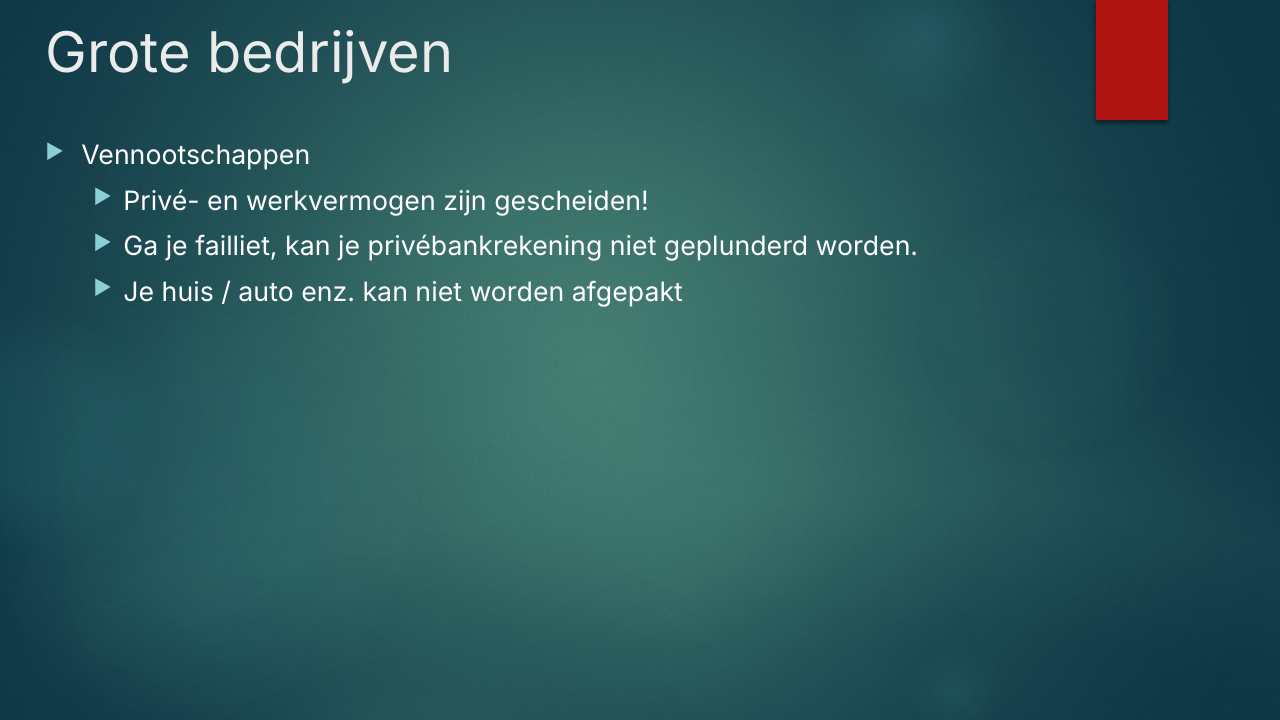 Grote bedrijven
Vennootschappen
Privé- en werkvermogen zijn gescheiden!
Ga je failliet, kan je privébankrekening niet geplunderd worden.
Je huis / auto enz. kan niet worden afgepakt